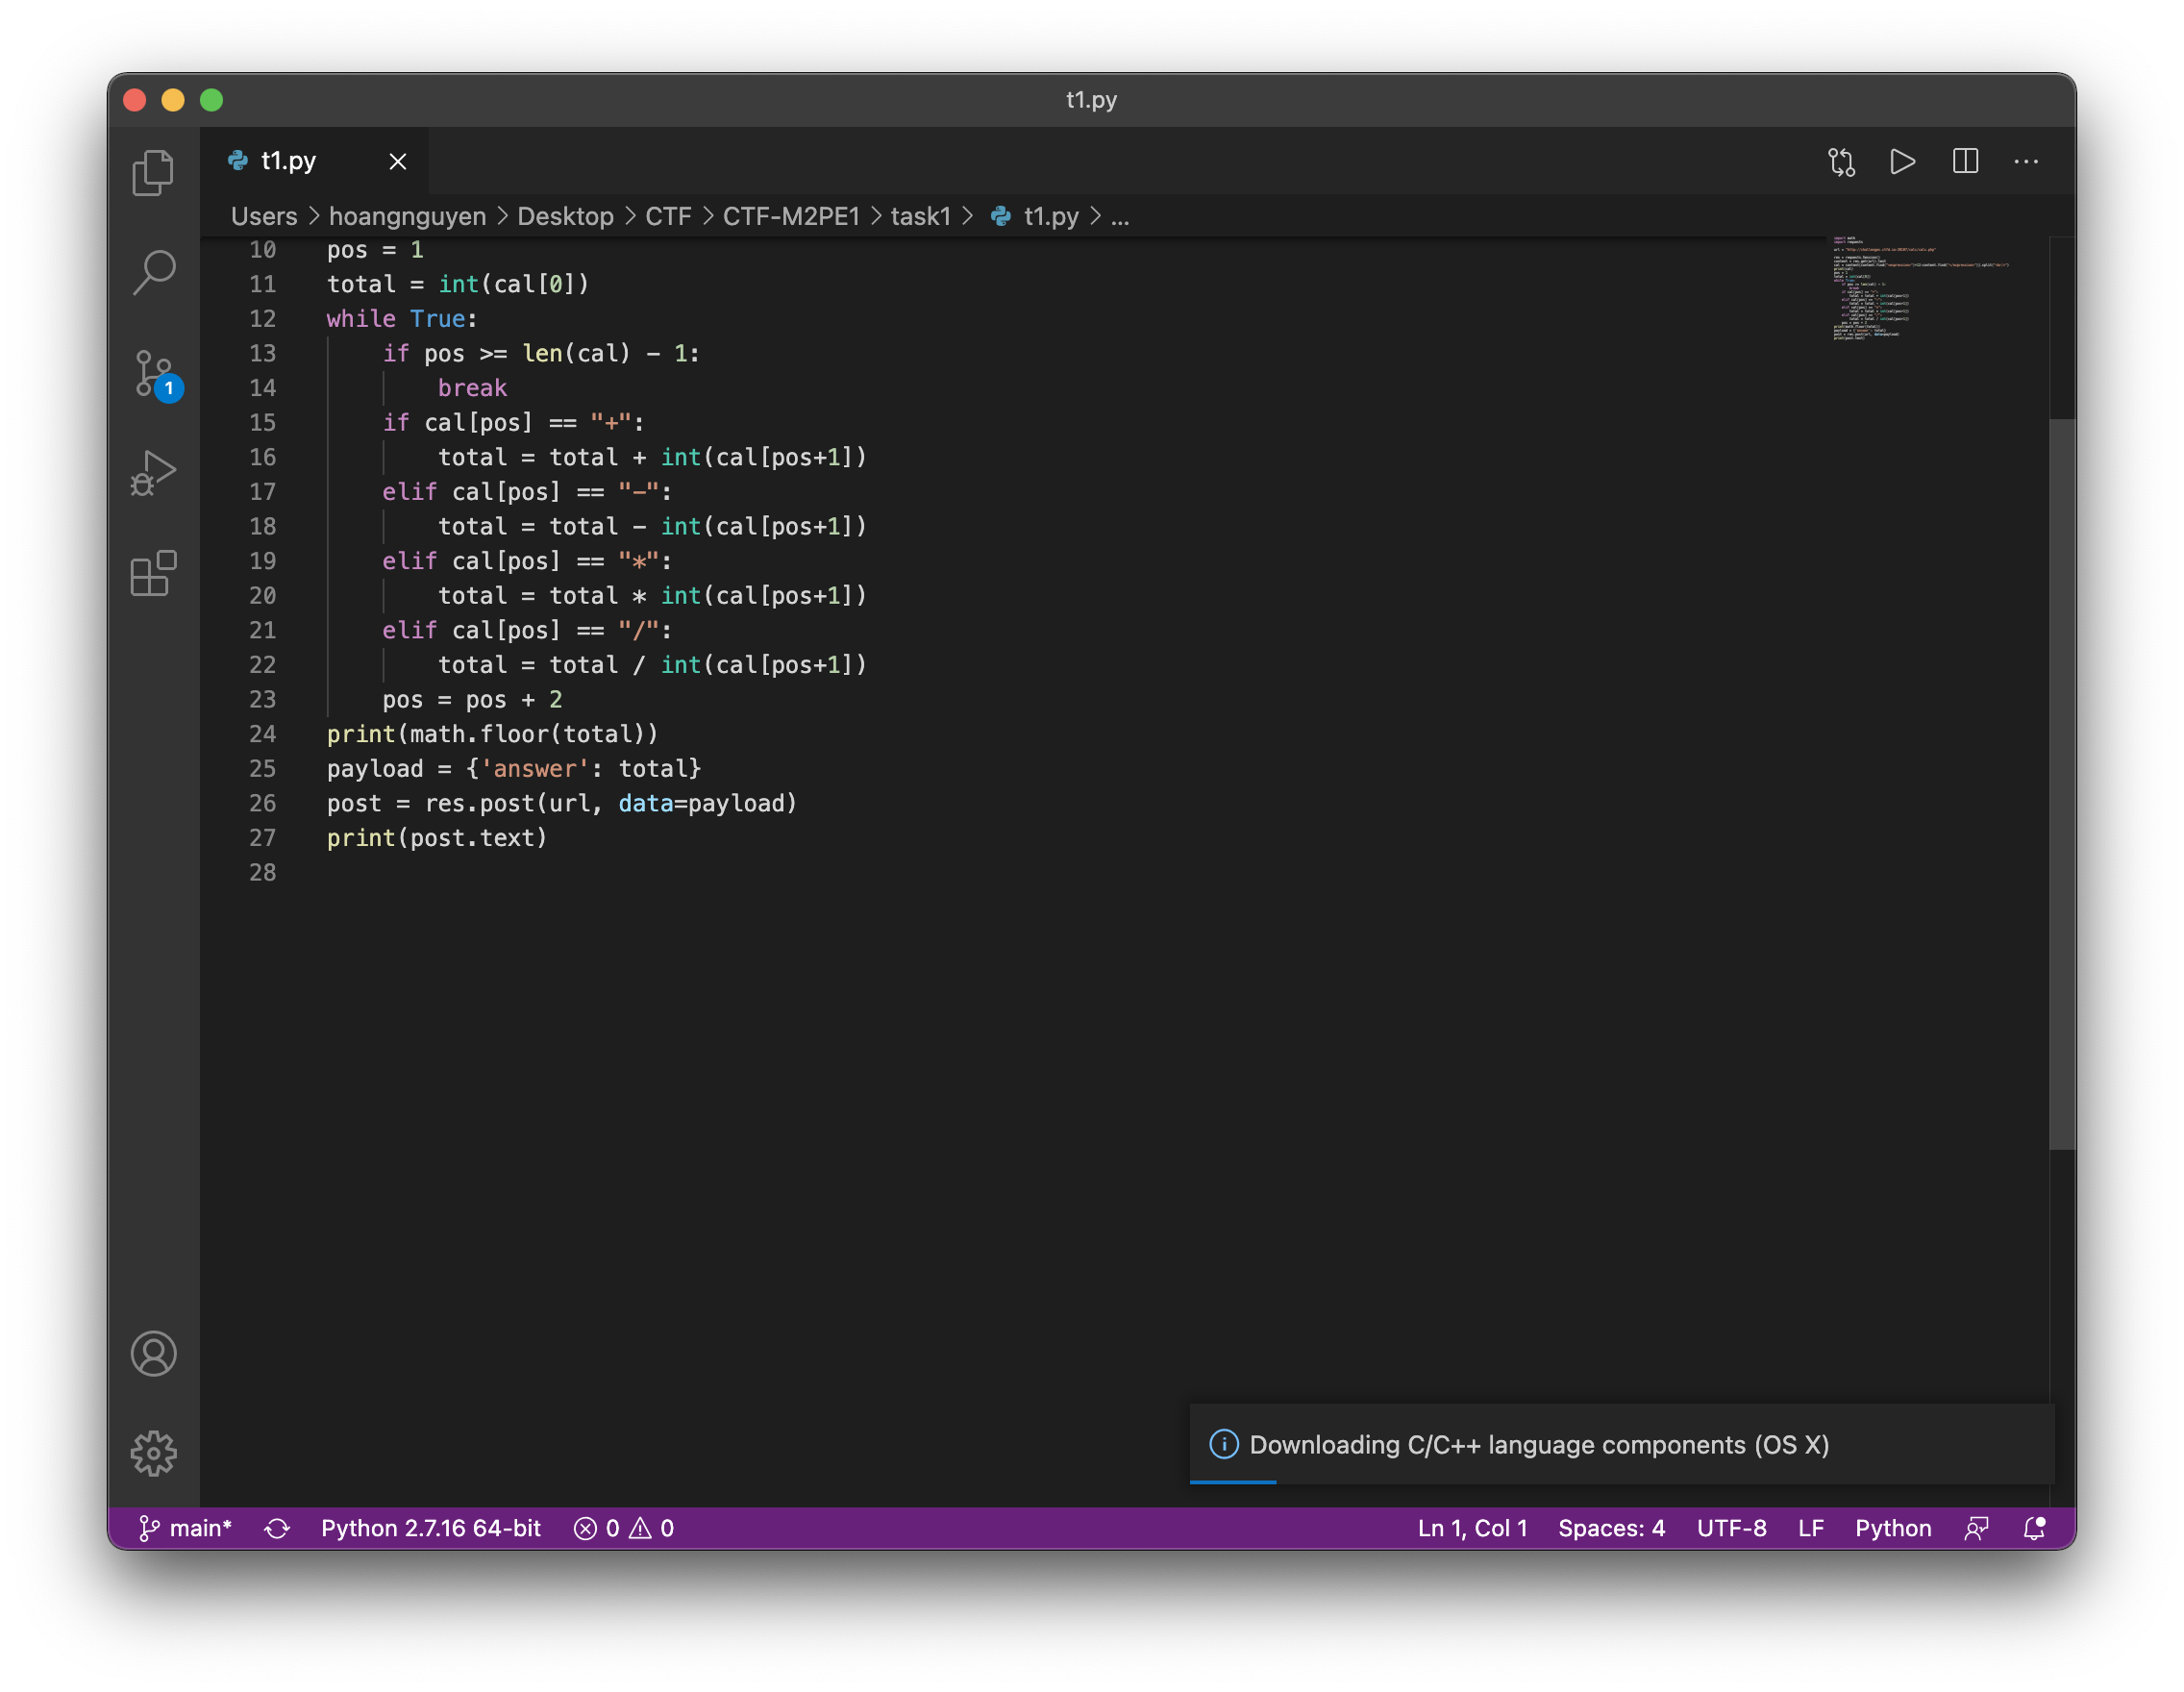 t1.py
t1.py
Users > hoangnguyen > Desktop > CTF > CTF-M2PE1 > task1 > t1.py > ...
10 pos = 1
11 total = int(cal[0])
12 while True:
13     if pos >= len(cal) - 1:
14         break
15     if cal[pos] == "+":
16         total = total + int(cal[pos+1])
17     elif cal[pos] == "-":
18         total = total - int(cal[pos+1])
19     elif cal[pos] == "*":
20         total = total * int(cal[pos+1])
21     elif cal[pos] == "/":
22         total = total / int(cal[pos+1])
23     pos = pos + 2
24 print(math.floor(total))
25 payload = {'answer': total}
26 post = res.post(url, data=payload)
27 print(post.text)
28
1
Downloading C/C++ language components (OS X)
main* Python 2.7.16 64-bit 0 0 Ln 1, Col 1 Spaces: 4 UTF-8 LF Python